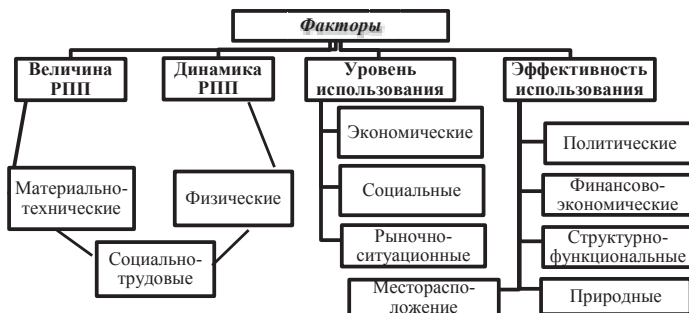 Факторы
Величина
РПП
Динамика
РПП
Уровень
использования
Эффективность
использования
Материально-
технические
Физические
Социально-
трудовые
Экономические
Социальные
Рыночно-
ситуационные
Месторaспо-
ложение
Политические
Финансово-
экономические
Структурно-
функциональные
Природные